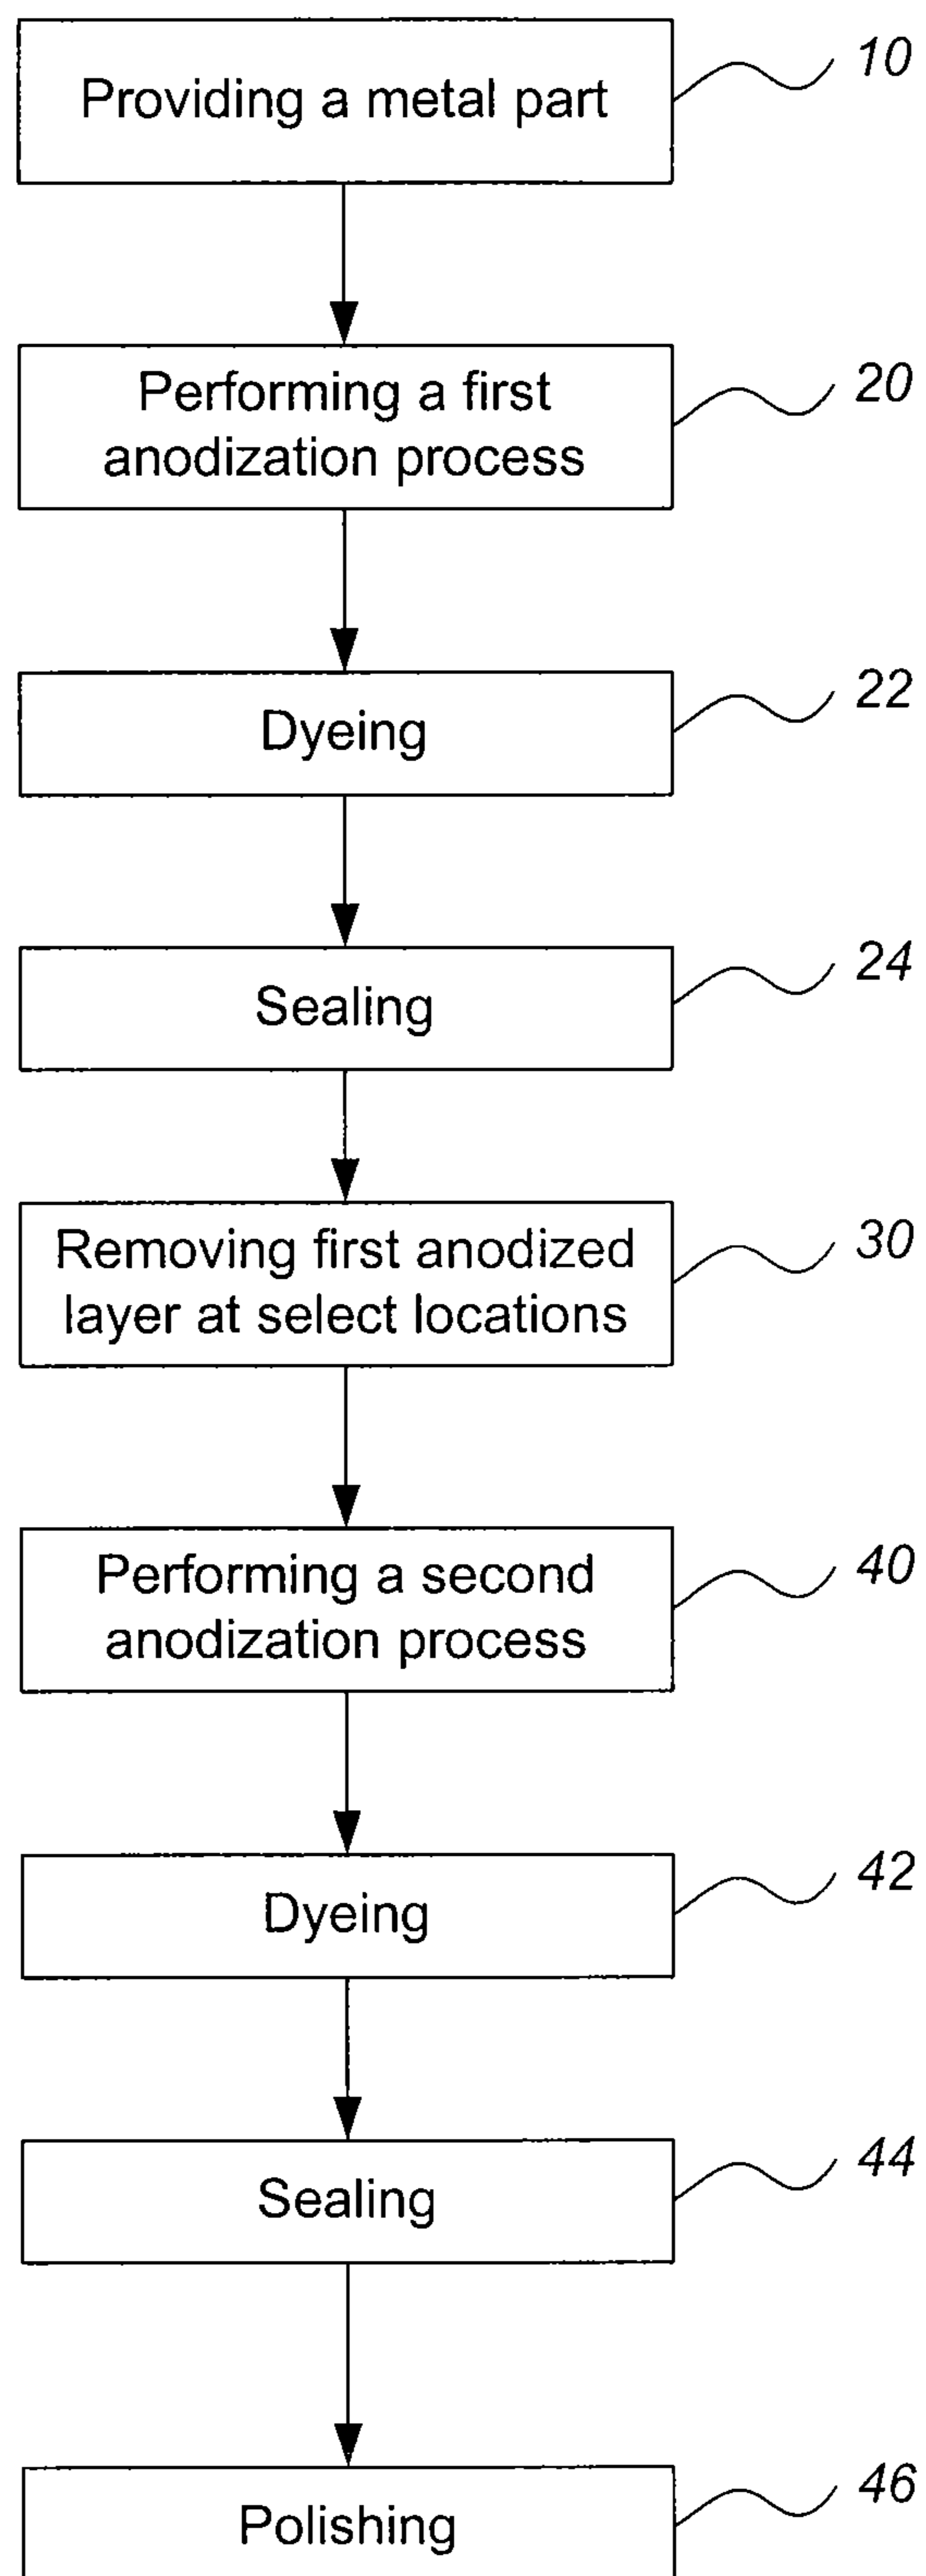 Providing a metal part
10
Performing a first
anodization process
20
Dyeing
22
Sealing
24
Removing first anodized
layer at select locations
30
Performing a second
anodization process
40
Dyeing
42
Sealing
44
Polishing
46